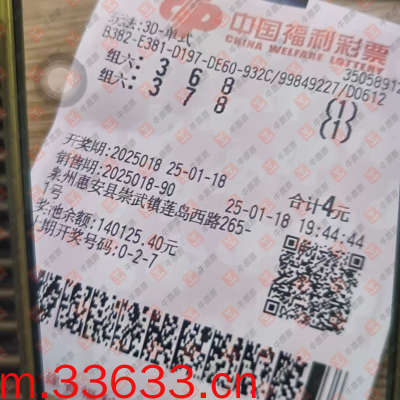 中国福利彩票
CHINA WELFARE LOTTERY
玩法:3D-单式
35058912
B382-E381-D197-DE60-932C/99849227/D0612
组六: 3 6 8 {1}
组六: 3 7 8 {1}
开奖期:2025018 25-01-18
销售期:2025018-90 合计4元
泉州惠安县崇武镇莲岛西路265- 25-01-18 19:44:44
1号
奖池余额:140125.40元
上期开奖号码:0-2-7
m.33633.cn